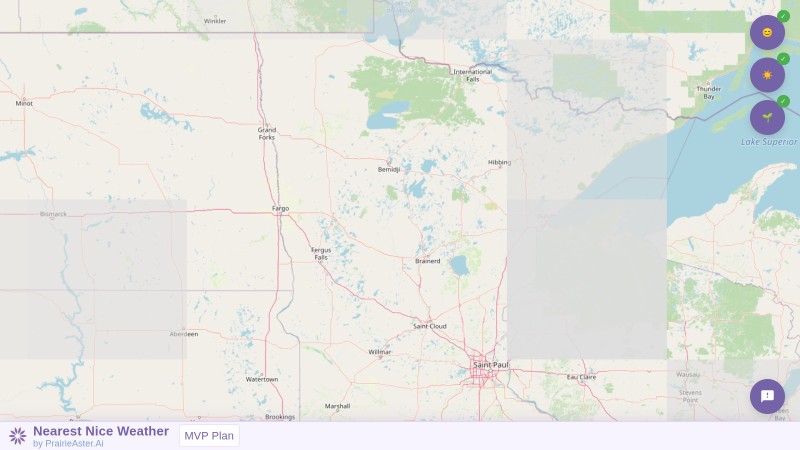 Winkler
International
Falls
Thunder
Bay
Minot
Grand
Forks
Lake Superior
Bemidji
Hibbing
Bismarck
Fargo
Fergus
Falls
Brainerd
Saint Cloud
Aberdeen
Willmar
Saint Paul
Wausau
Eau Claire
Watertown
Stevens
Point
Marshall
Brookings
Bay
Nearest Nice Weather
by PrairieAster.Ai
MVP Plan